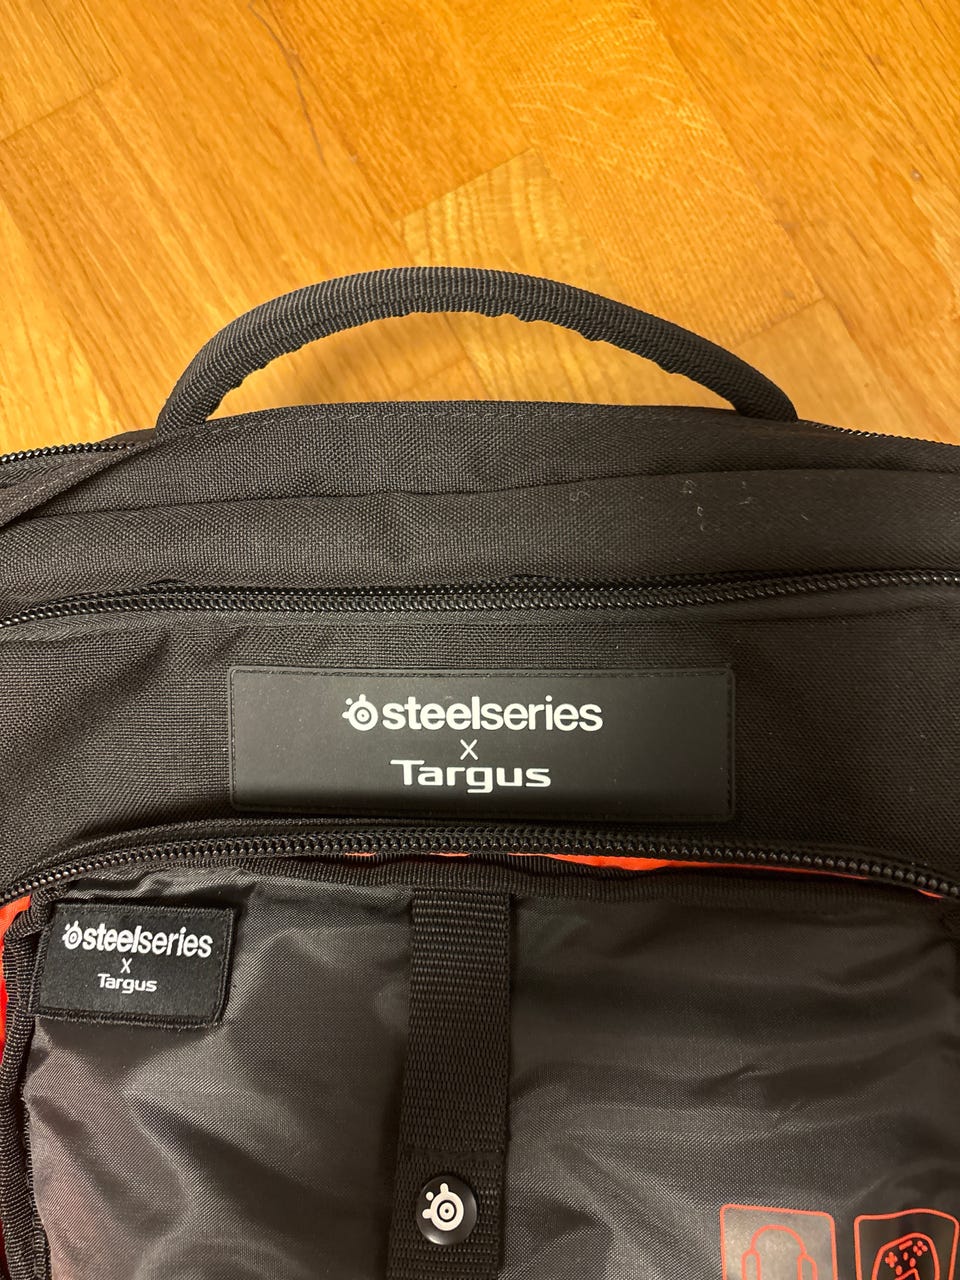 steelseries
x
Targus
steelseries
x
Targus